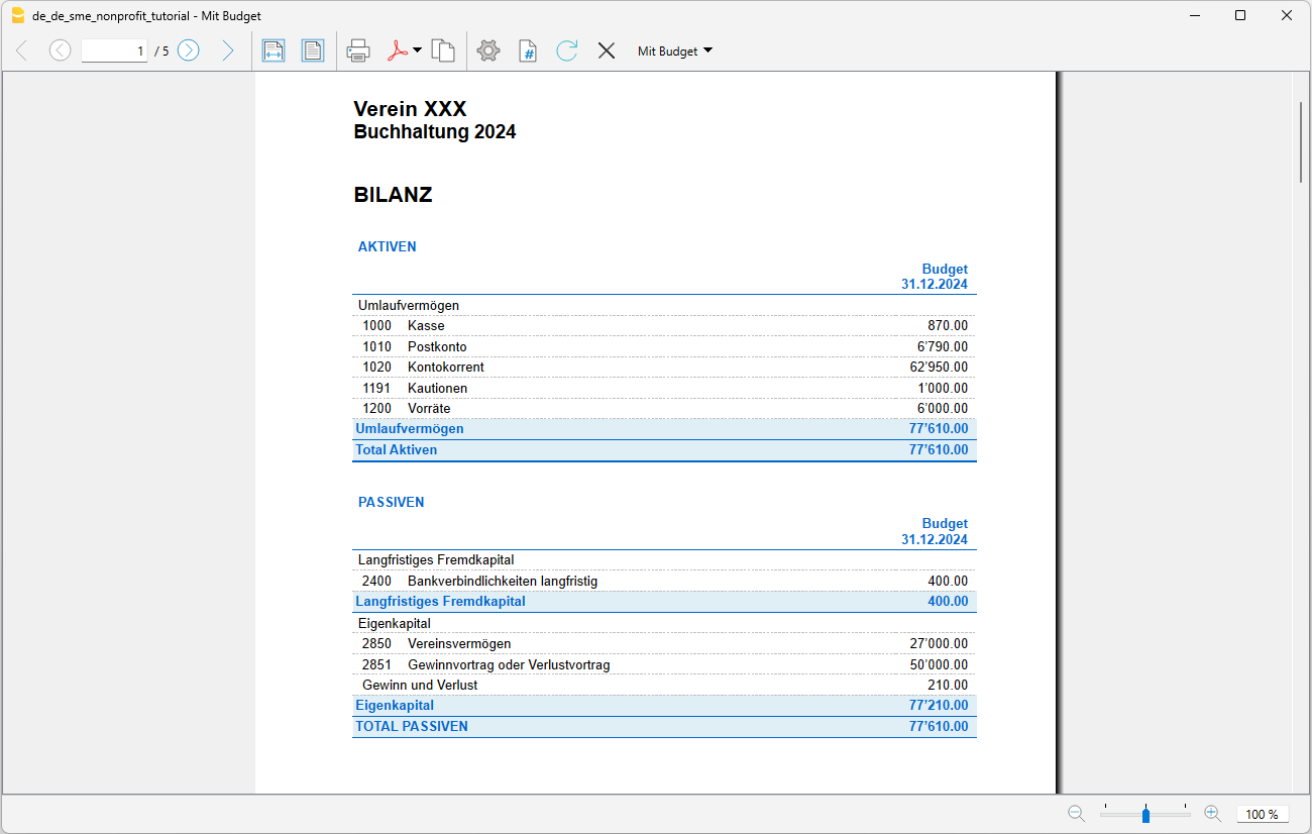 de_de_sme_nonprofit_tutorial - Mit Budget
1 / 5 Mit Budget
Verein XXX
Buchhaltung 2024
BILANZ
AKTIVEN
Budget
31.12.2024
Umlaufvermögen
1000 Kasse 870.00
1010 Postkonto 6'790.00
1020 Kontokorrent 62'950.00
1191 Kautionen 1'000.00
1200 Vorräte 6'000.00
Umlaufvermögen 77'610.00
Total Aktiven 77'610.00
PASSIVEN
Budget
31.12.2024
Langfristiges Fremdkapital
2400 Bankverbindlichkeiten langfristig 400.00
Langfristiges Fremdkapital 400.00
Eigenkapital
2850 Vereinsvermögen 27'000.00
2851 Gewinnvortrag oder Verlustvortrag 50'000.00
Gewinn und Verlust 210.00
Eigenkapital 77'210.00
TOTAL PASSIVEN 77'610.00
100 %